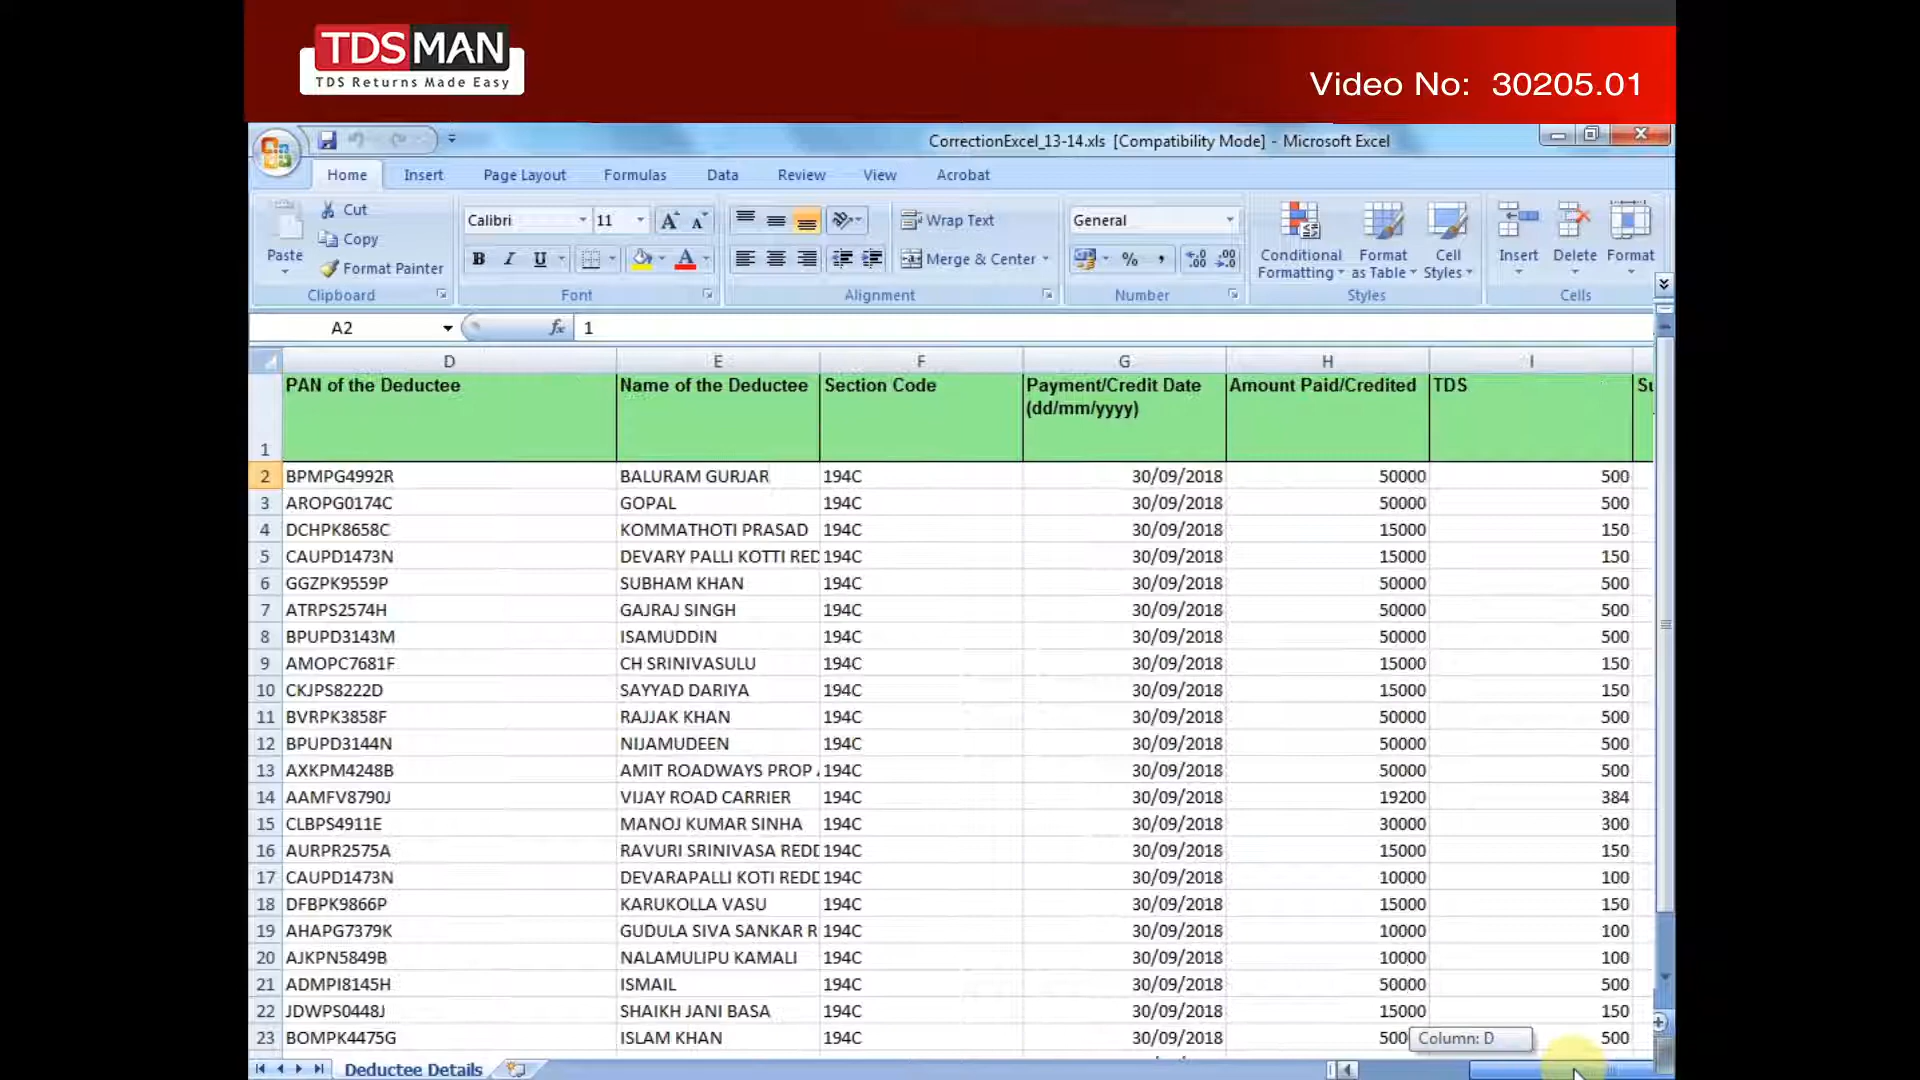 TDSMAN
TDS Returns Made Easy
Video No: 30205.01
CorrectionExcel_13-14.xls [Compatibility Mode] - Microsoft Excel
Home Insert Page Layout Formulas Data Review View Acrobat
Cut
Copy
Format Painter
Paste
Clipboard
Calibri 11
B I U A
Font
Wrap Text
Merge & Center
Alignment
General
% ,
Number
Conditional Formatting
Format as Table
Cell Styles
Styles
Insert Delete Format
Cells
A2 fx 1
D E F G H I
1 PAN of the Deductee Name of the Deductee Section Code Payment/Credit Date (dd/mm/yyyy) Amount Paid/Credited TDS
2 BPMPG4992R BALURAM GURJAR 194C 30/09/2018 50000 500
3 AROPG0174C GOPAL 194C 30/09/2018 50000 500
4 DCHPK8658C KOMMATHOTI PRASAD 194C 30/09/2018 15000 150
5 CAUPD1473N DEVARY PALLI KOTTI RED 194C 30/09/2018 15000 150
6 GGZPK9559P SUBHAM KHAN 194C 30/09/2018 50000 500
7 ATRPS2574H GAJRAJ SINGH 194C 30/09/2018 50000 500
8 BPUPD3143M ISAMUDDIN 194C 30/09/2018 50000 500
9 AMOPC7681F CH SRINIVASULU 194C 30/09/2018 15000 150
10 CKJPS8222D SAYYAD DARIYA 194C 30/09/2018 15000 150
11 BVRPK3858F RAJJAK KHAN 194C 30/09/2018 50000 500
12 BPUPD3144N NIJAMUDEEN 194C 30/09/2018 50000 500
13 AXKPM4248B AMIT ROADWAYS PROP 194C 30/09/2018 50000 500
14 AAMFV8790J VIJAY ROAD CARRIER 194C 30/09/2018 19200 384
15 CLBPS4911E MANOJ KUMAR SINHA 194C 30/09/2018 30000 300
16 AURPR2575A RAVURI SRINIVASA REDD 194C 30/09/2018 15000 150
17 CAUPD1473N DEVARAPALLI KOTI REDD 194C 30/09/2018 10000 100
18 DFBPK9866P KARUKOLLA VASU 194C 30/09/2018 15000 150
19 AHAPG7379K GUDULA SIVA SANKAR R 194C 30/09/2018 10000 100
20 AJKPN5849B NALAMULIPU KAMALI 194C 30/09/2018 10000 100
21 ADMPI8145H ISMAIL 194C 30/09/2018 50000 500
22 JDWPS0448J SHAIKH JANI BASA 194C 30/09/2018 15000 150
23 BOMPK4475G ISLAM KHAN 194C 30/09/2018 500 500
Column: D
Deductee Details